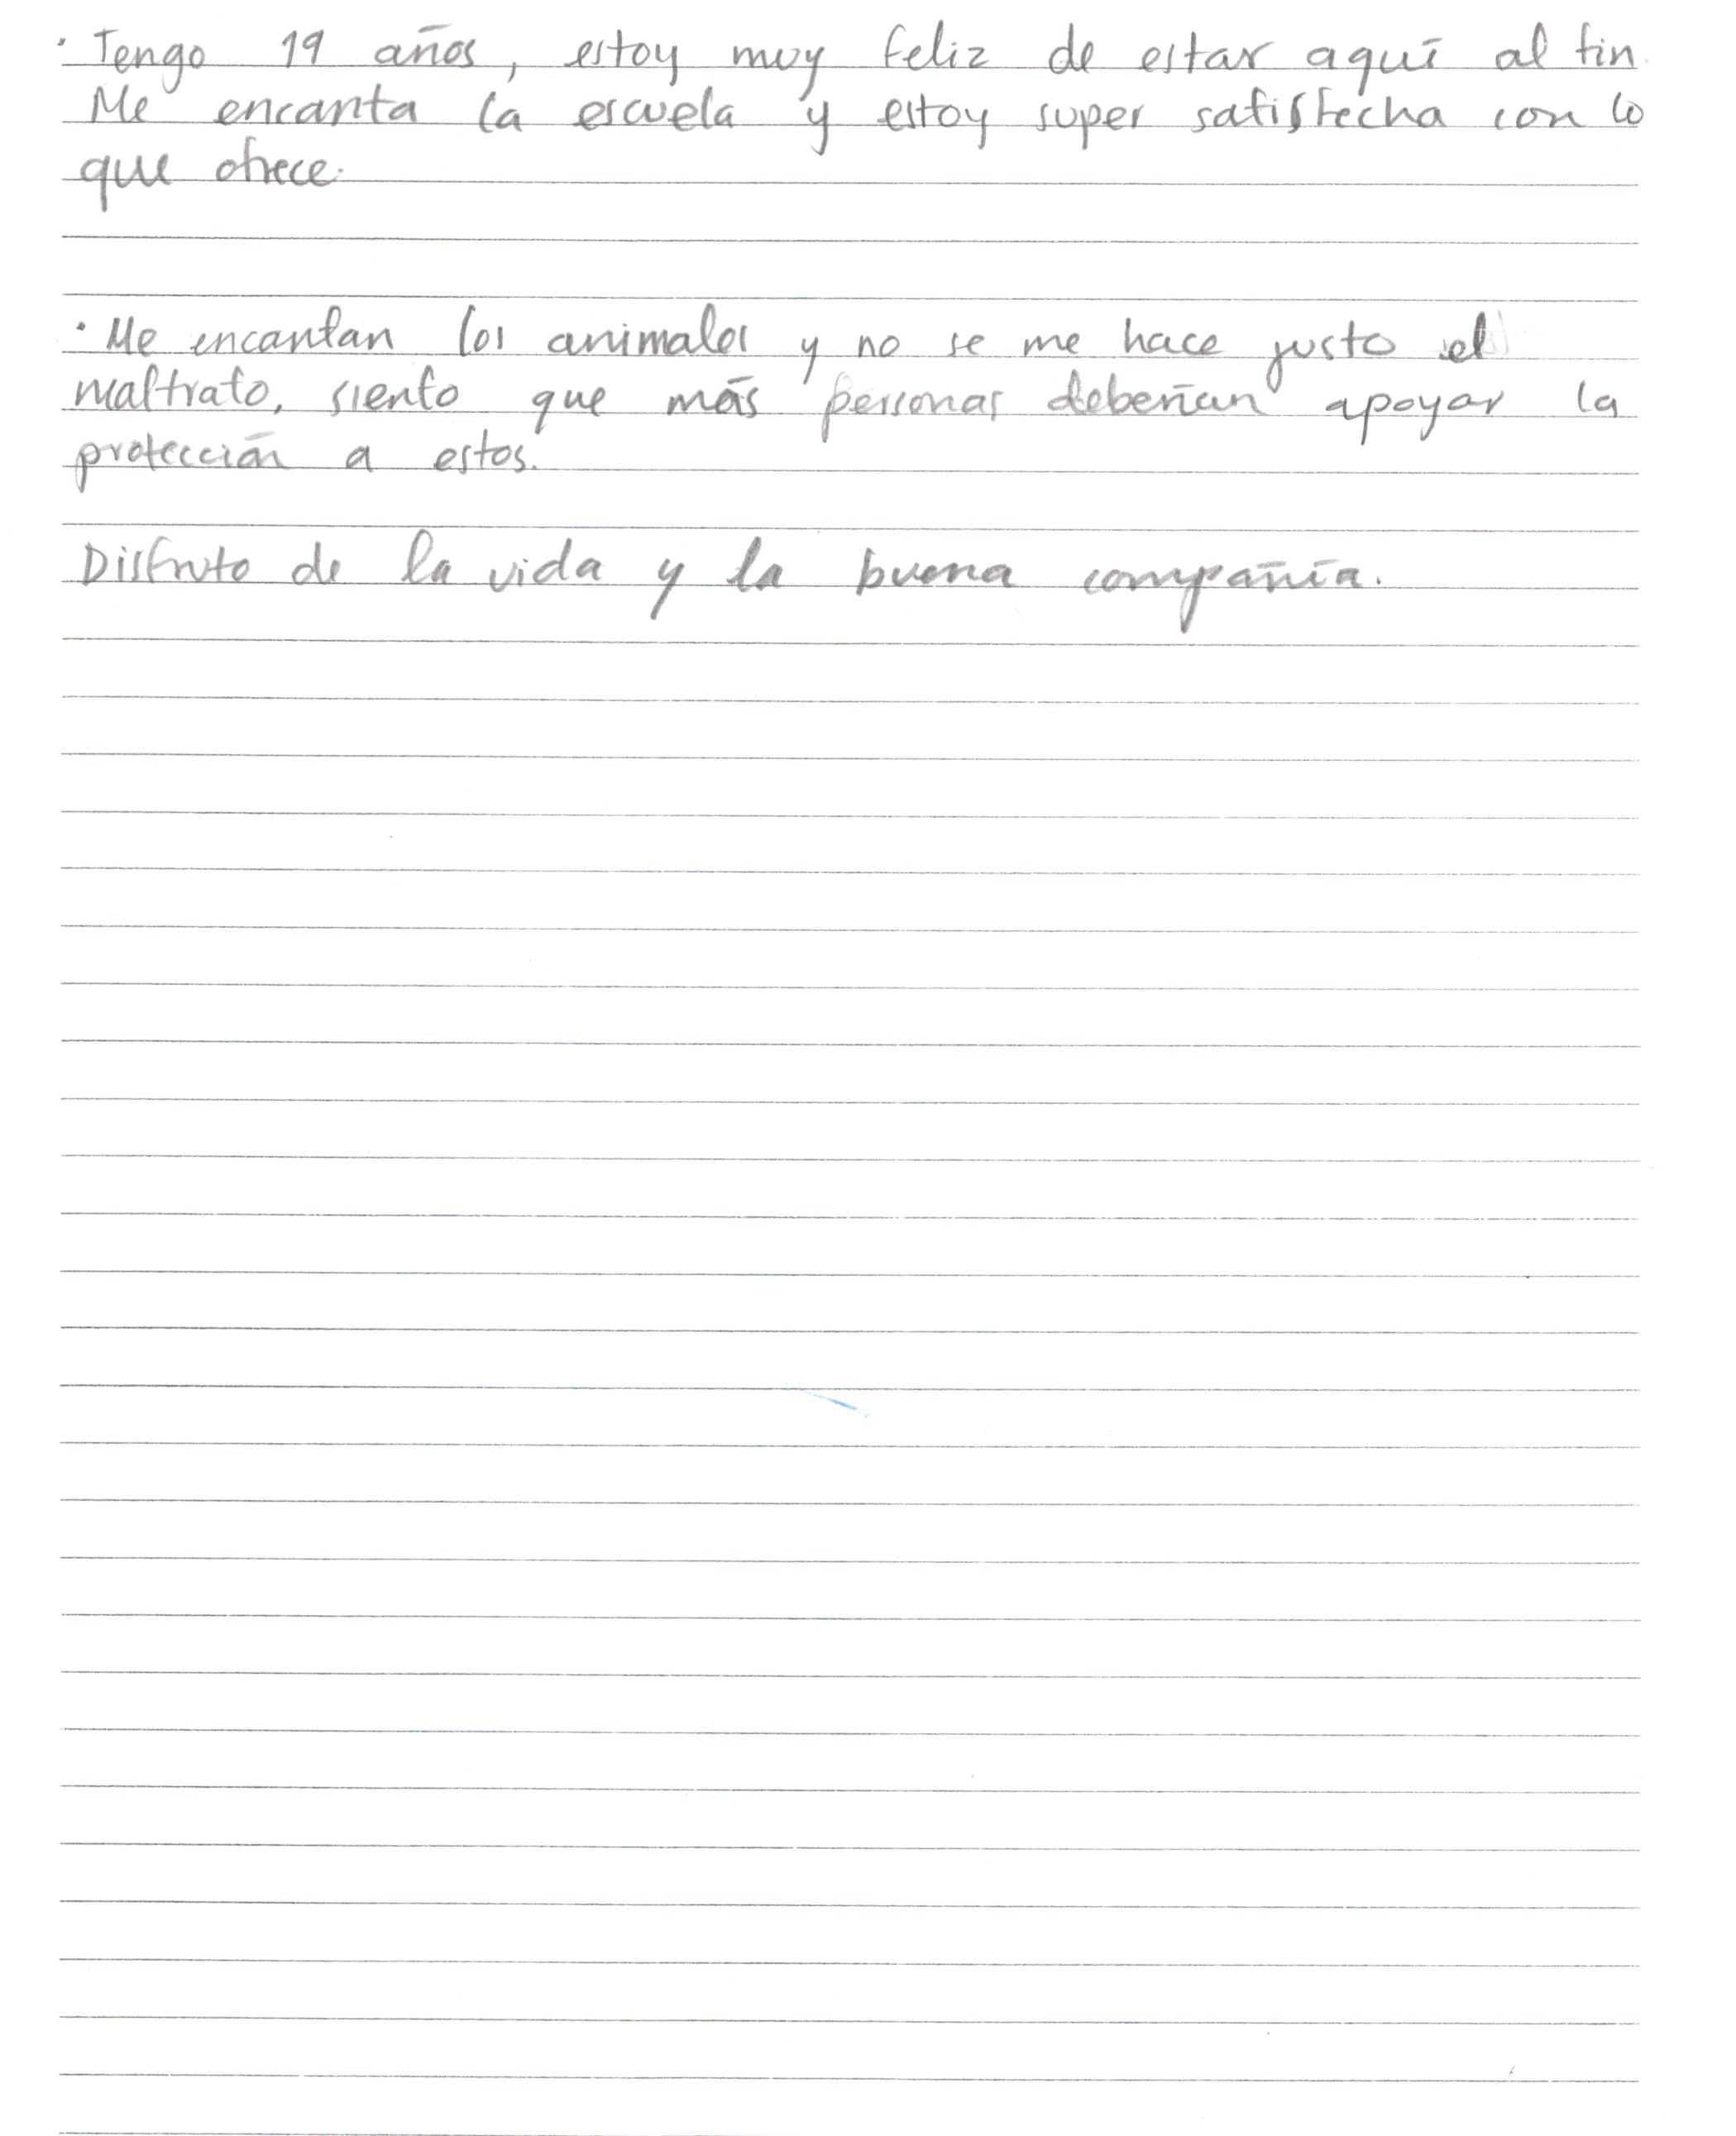 · Tengo 19 años, estoy muy feliz de estar aquí al fin.
Me encanta la escuela y estoy super satisfecha con lo
que ofrece.
· Me encantan los animales y no se me hace justo el
maltrato, siento que más personas deberían apoyar la
protección a estos.
Disfruto de la vida y la buena compañía.